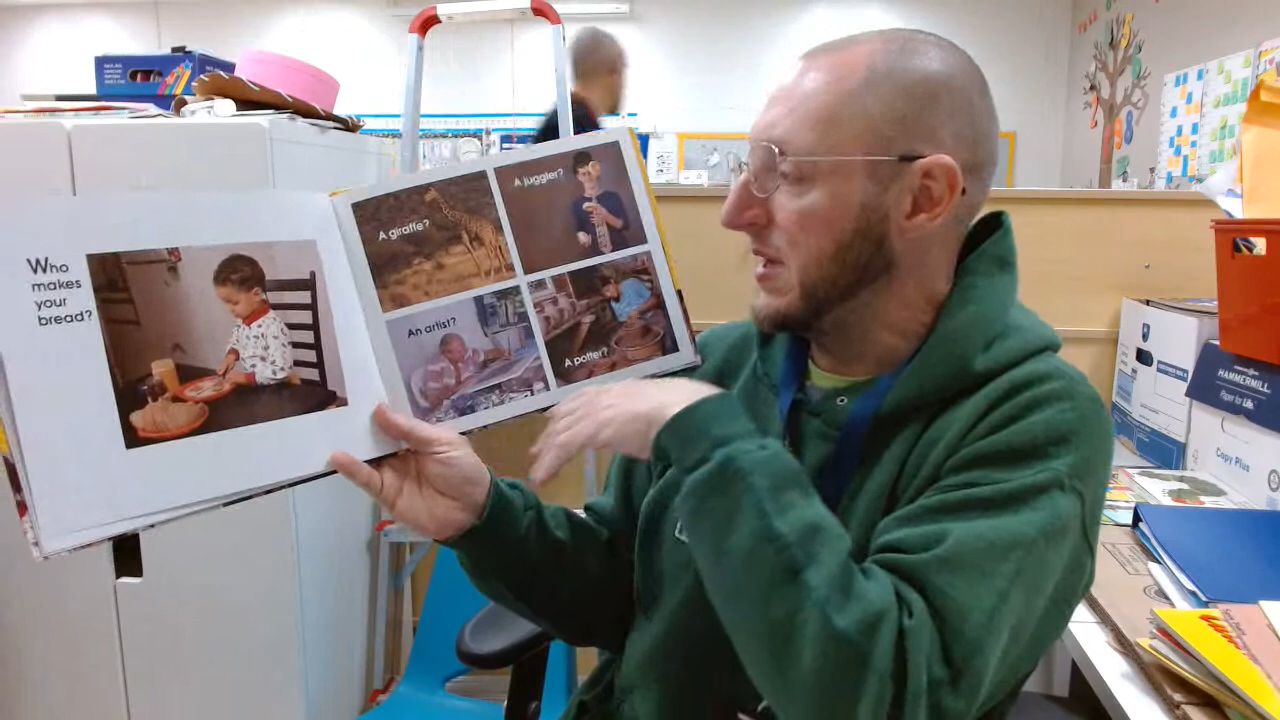 Who
makes
your
bread?
A giraffe?
A juggler?
An artist?
A potter?
HAMMERMILL
Paper for Life
Copy Plus